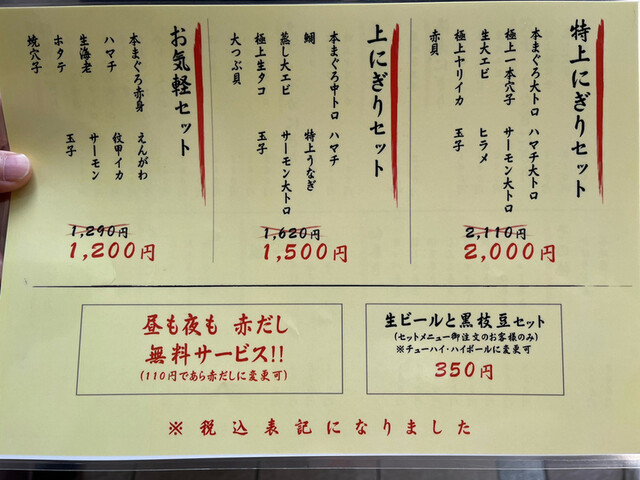 特上にぎりセット
本まぐろ大トロ ハマチ大トロ
極上一本穴子 サーモン大トロ
生大エビ ヒラメ
極上ヤリイカ 玉子
赤貝
2,110円
2,000円
上にぎりセット
本まぐろ中トロ ハマチ
鯛 特上うなぎ
蒸し大エビ サーモン大トロ
極上生タコ 玉子
大つぶ貝
1,620円
1,500円
お気軽セット
本まぐろ赤身 えんがわ
ハマチ 紋甲イカ
生海老 サーモン
ホタテ 玉子
焼穴子
1,290円
1,200円
昼も夜も 赤だし
無料サービス!!
(110円であら赤だしに変更可)
生ビールと黒枝豆セット
(セットメニュー御注文のお客様のみ)
※チューハイ・ハイボールに変更可
350円
※税込表記になりました